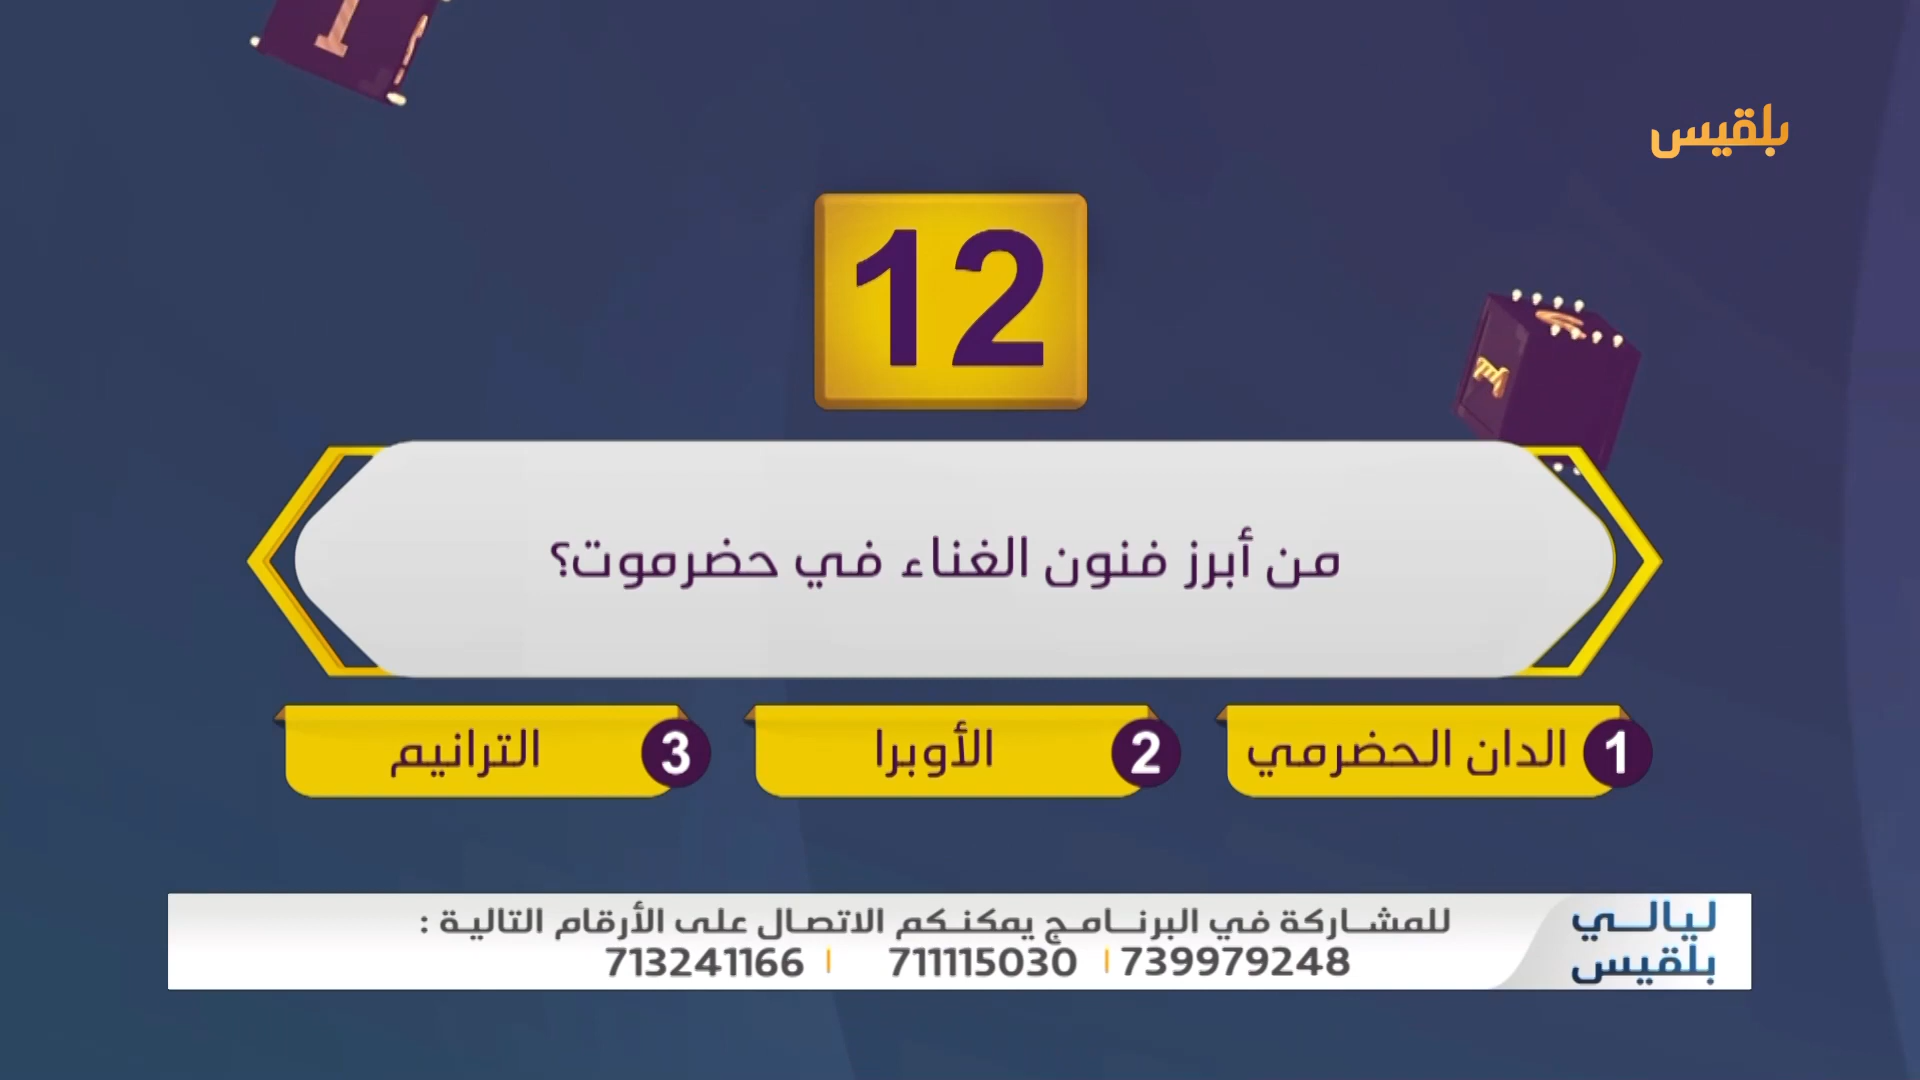 بلقيس
12
من أبرز فنون الغناء في حضرموت؟
1 الدان الحضرمي
2 الأوبرا
3 الترانيم
ليالي بلقيس
للمشاركة في البرنامج يمكنكم الاتصال على الأرقام التالية :
739979248 | 711115030 | 713241166